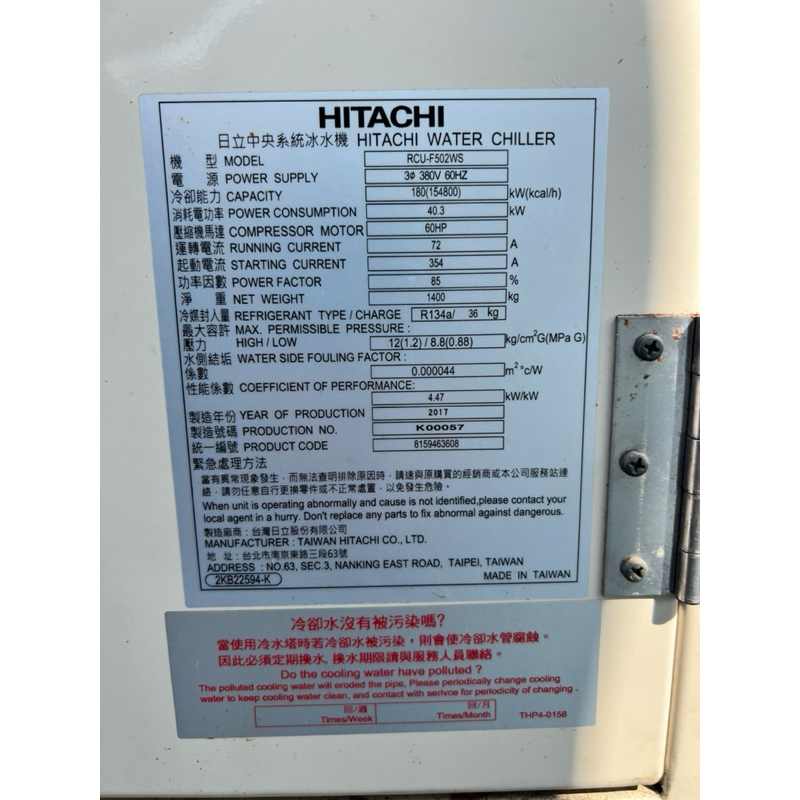 HITACHI
日立中央系統冰水機 HITACHI WATER CHILLER
機 型 MODEL RCU-F502WS
電 源 POWER SUPPLY 3φ 380V 60HZ
冷卻能力 CAPACITY 180(154800) kW(kcal/h)
消耗電功率 POWER CONSUMPTION 40.3 kW
壓縮機馬達 COMPRESSOR MOTOR 60HP
運轉電流 RUNNING CURRENT 72 A
起動電流 STARTING CURRENT 354 A
功率因數 POWER FACTOR 85 %
淨 重 NET WEIGHT 1400 kg
冷媒封入量 REFRIGERANT TYPE / CHARGE R134a/ 36 kg
最大容許 MAX. PERMISSIBLE PRESSURE :
壓力 HIGH / LOW 12(1.2) / 8.8(0.88) kg/cm²G(MPa G)
水側結垢 WATER SIDE FOULING FACTOR :
係數 0.000044 m²°c/W
性能係數 COEFFICIENT OF PERFORMANCE:
4.47 kW/kW
製造年份 YEAR OF PRODUCTION 2017
製造號碼 PRODUCTION NO. K00057
統一編號 PRODUCT CODE 8159463608
緊急處理方法
當有異常現象發生，而無法查明排除原因時，請速與原購買的經銷商或本公司服務站連
絡，請勿任意自行更換零件或不正常處置，以免發生危險。
When unit is operating abnormally and cause is not identified,please contact your
local agent in a hurry. Don't replace any parts to fix abnormal against dangerous.
製造廠商：台灣日立股份有限公司
MANUFACTURER : TAIWAN HITACHI CO., LTD.
地 址：台北市南京東路三段63號
ADDRESS : NO.63, SEC.3, NANKING EAST ROAD, TAIPEI, TAIWAN
2KB22594-K MADE IN TAIWAN
冷卻水沒有被污染嗎?
當使用冷水塔時若冷卻水被污染，則會使冷卻水管腐蝕。
因此必須定期換水, 換水期限請與服務人員聯絡。
Do the cooling water have polluted ?
The polluted cooling water will eroded the pipe, Please periodically change cooling
water to keep cooling water clean, and contact with serivce for periodicity of changing .
回/週 回/月
Times/Week Times/Month THP4-0158